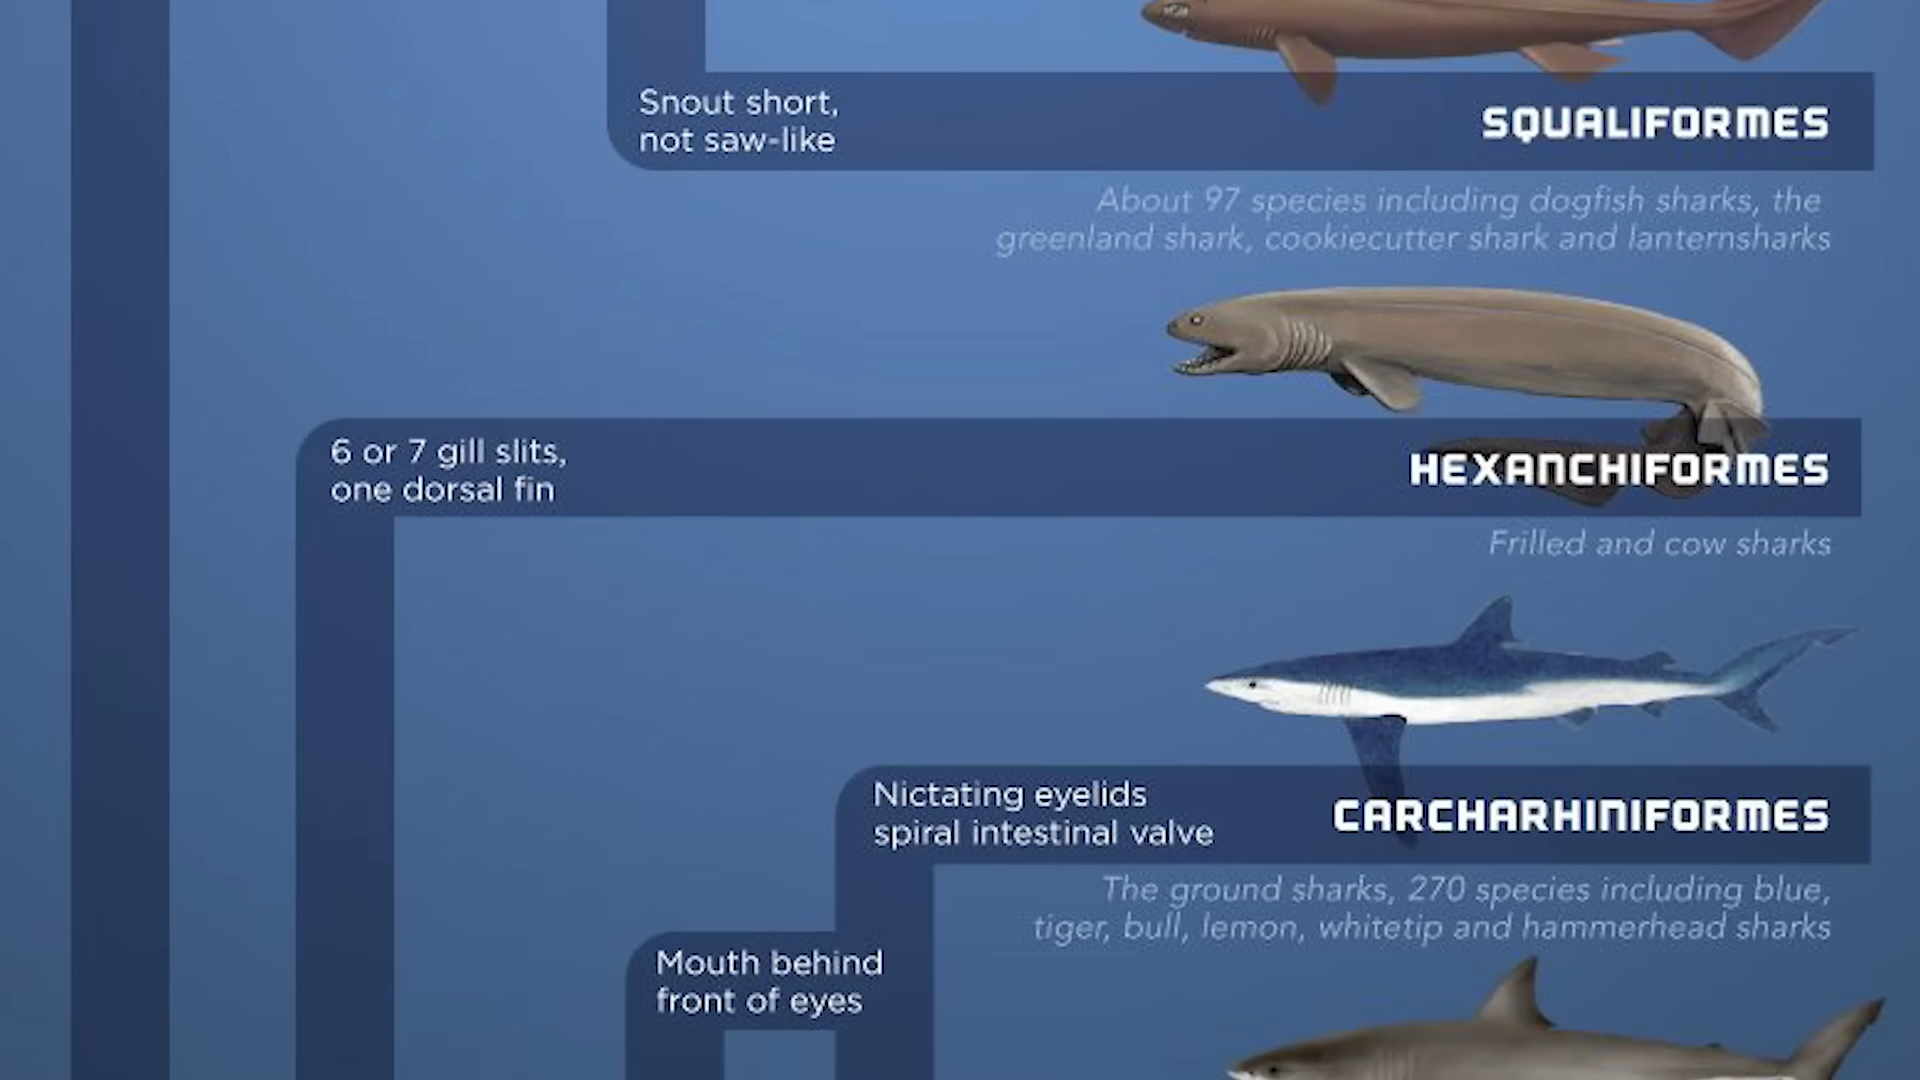 Snout short,
not saw-like
SQUALIFORMES
About 97 species including dogfish sharks, the
greenland shark, cookiecutter shark and lanternsharks
6 or 7 gill slits,
one dorsal fin
HEXANCHIFORMES
Frilled and cow sharks
Nictating eyelids
spiral intestinal valve
CARCHARHINIFORMES
The ground sharks, 270 species including blue,
tiger, bull, lemon, whitetip and hammerhead sharks
Mouth behind
front of eyes